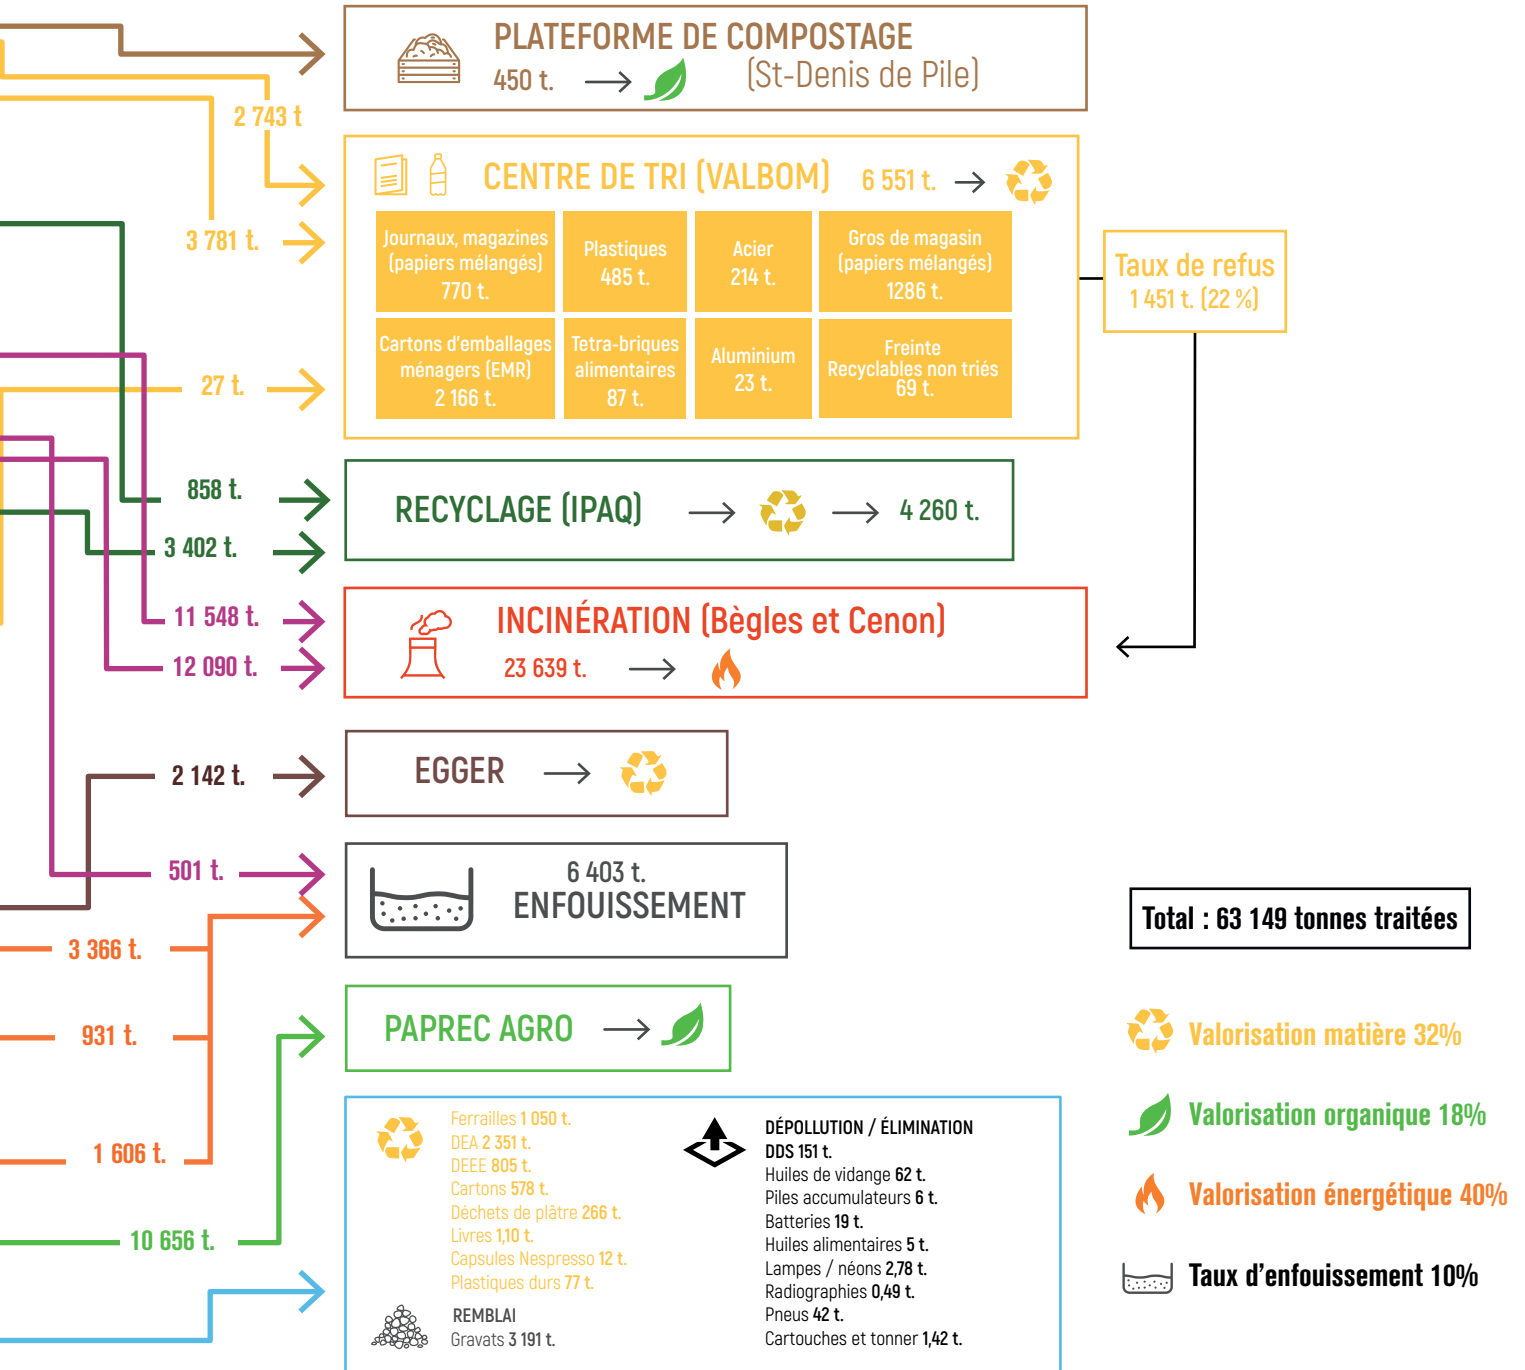 PLATEFORME DE COMPOSTAGE
450 t.
(St-Denis de Pile)
2 743 t
CENTRE DE TRI (VALBOM)
6 551 t.
3 781 t.
Journaux, magazines
(papiers mélangés)
770 t.
Plastiques
485 t.
Acier
214 t.
Gros de magasin
(papiers mélangés)
1286 t.
Taux de refus
1 451 t. (22 %)
Cartons d'emballages
ménagers (EMR)
2 166 t.
Tetra-briques
alimentaires
87 t.
Aluminium
23 t.
Freinte
Recyclables non triés
69 t.
27 t.
858 t.
RECYCLAGE (IPAQ)
4 260 t.
3 402 t.
11 548 t.
INCINÉRATION (Bègles et Cenon)
12 090 t.
23 639 t.
2 142 t.
EGGER
501 t.
6 403 t.
ENFOUISSEMENT
3 366 t.
931 t.
1 606 t.
PAPREC AGRO
10 656 t.
Ferrailles 1 050 t.
DEA 2 351 t.
DEEE 805 t.
Cartons 578 t.
Déchets de plâtre 266 t.
Livres 1,10 t.
Capsules Nespresso 12 t.
Plastiques durs 77 t.
REMBLAI
Gravats 3 191 t.
DÉPOLLUTION / ÉLIMINATION
DDS 151 t.
Huiles de vidange 62 t.
Piles accumulateurs 6 t.
Batteries 19 t.
Huiles alimentaires 5 t.
Lampes / néons 2,78 t.
Radiographies 0,49 t.
Pneus 42 t.
Cartouches et tonner 1,42 t.
Total : 63 149 tonnes traitées
Valorisation matière 32%
Valorisation organique 18%
Valorisation énergétique 40%
Taux d'enfouissement 10%